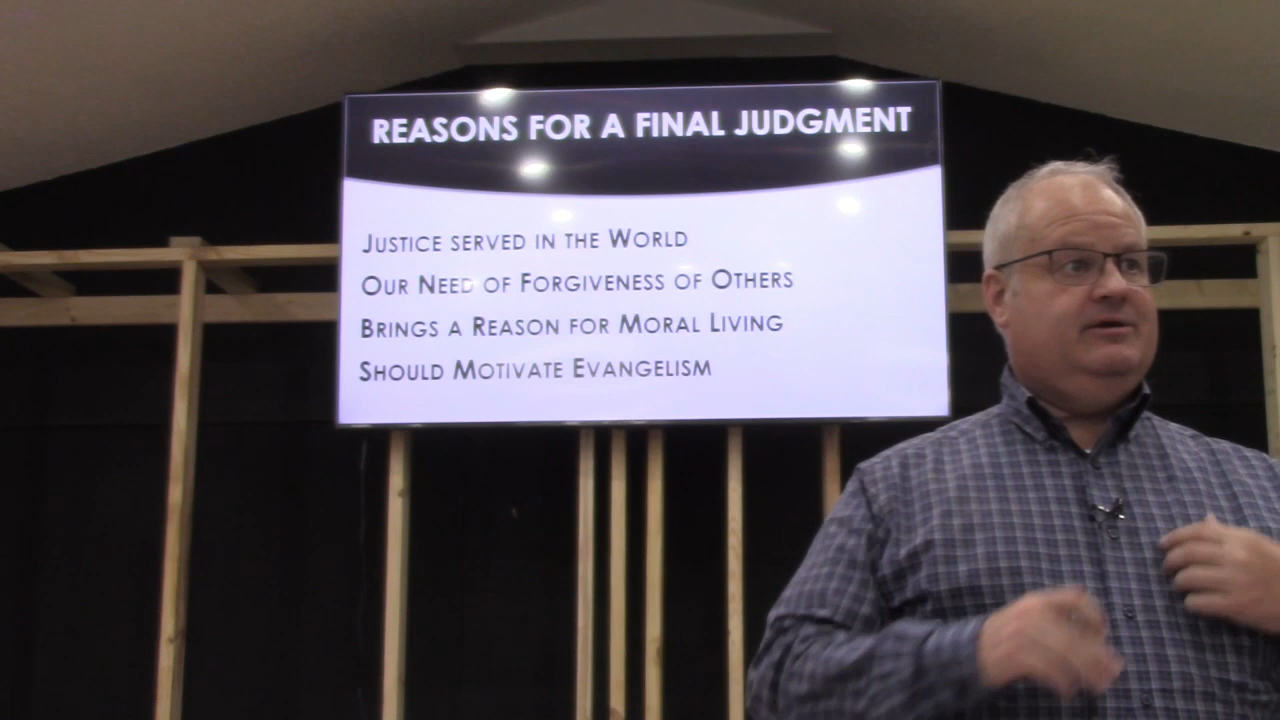 REASONS FOR A FINAL JUDGMENT
JUSTICE SERVED IN THE WORLD
OUR NEED OF FORGIVENESS OF OTHERS
BRINGS A REASON FOR MORAL LIVING
SHOULD MOTIVATE EVANGELISM